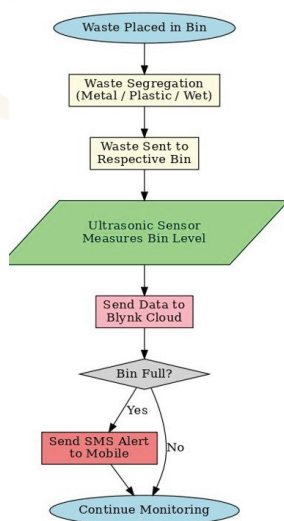 Waste Placed in Bin
Waste Segregation
(Metal / Plastic / Wet)
Waste Sent to
Respective Bin
Ultrasonic Sensor
Measures Bin Level
Send Data to
Blynk Cloud
Bin Full?
Yes
Send SMS Alert
to Mobile
No
Continue Monitoring